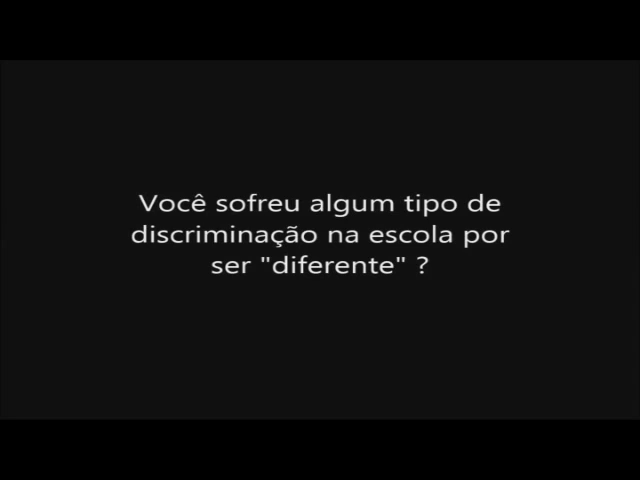 Você sofreu algum tipo de
discriminação na escola por
ser "diferente" ?